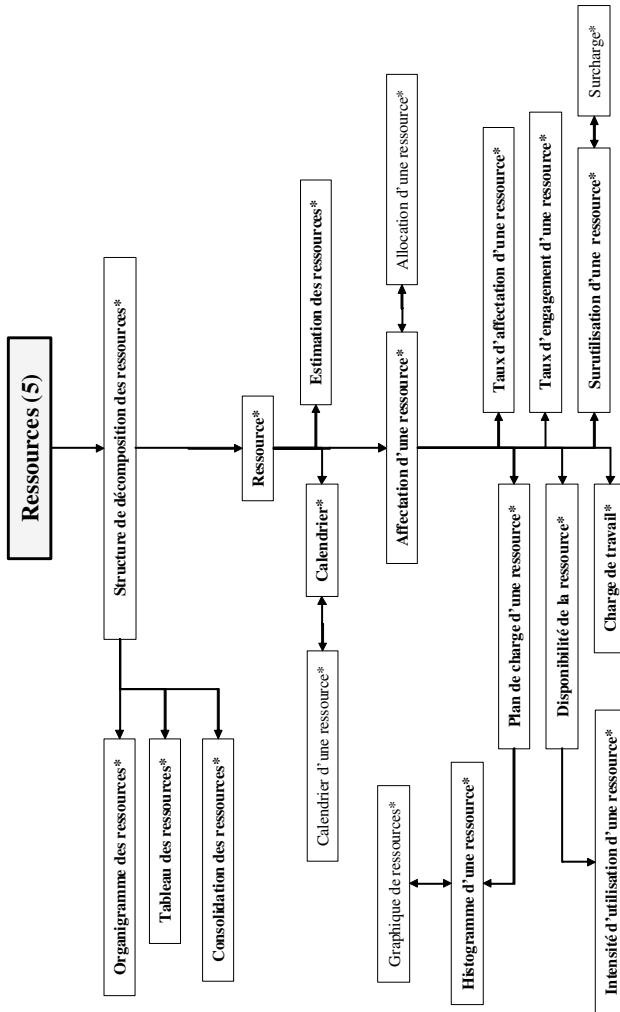 Ressources (5)
Structure de décomposition des ressources*
Organigramme des ressources*
Tableau des ressources*
Consolidation des ressources*
Ressource*
Estimation des ressources*
Calendrier*
Calendrier d’une ressource*
Affectation d’une ressource*
Allocation d’une ressource*
Taux d’affectation d’une ressource*
Plan de charge d’une ressource*
Histogramme d’une ressource*
Graphique de ressources*
Taux d’engagement d’une ressource*
Disponibilité de la ressource*
Intensité d’utilisation d’une ressource*
Surutilisation d’une ressource*
Surcharge*
Charge de travail*